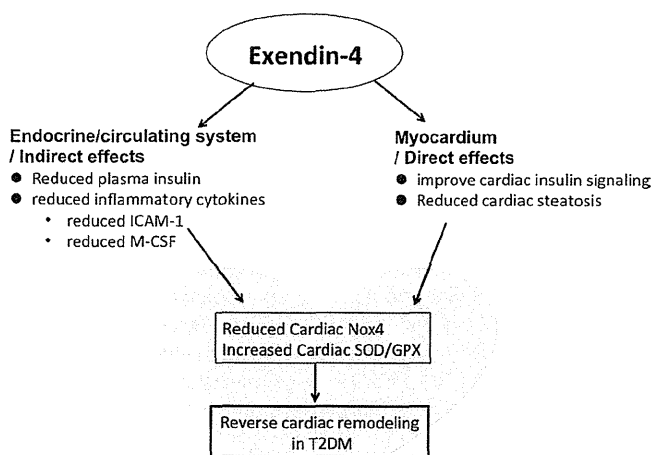 Exendin-4
Endocrine/circulating system
/ Indirect effects
● Reduced plasma insulin
● reduced inflammatory cytokines
• reduced ICAM-1
• reduced M-CSF
Myocardium
/ Direct effects
● improve cardiac insulin signaling
● Reduced cardiac steatosis
Reduced Cardiac Nox4
Increased Cardiac SOD/GPX
Reverse cardiac remodeling
in T2DM